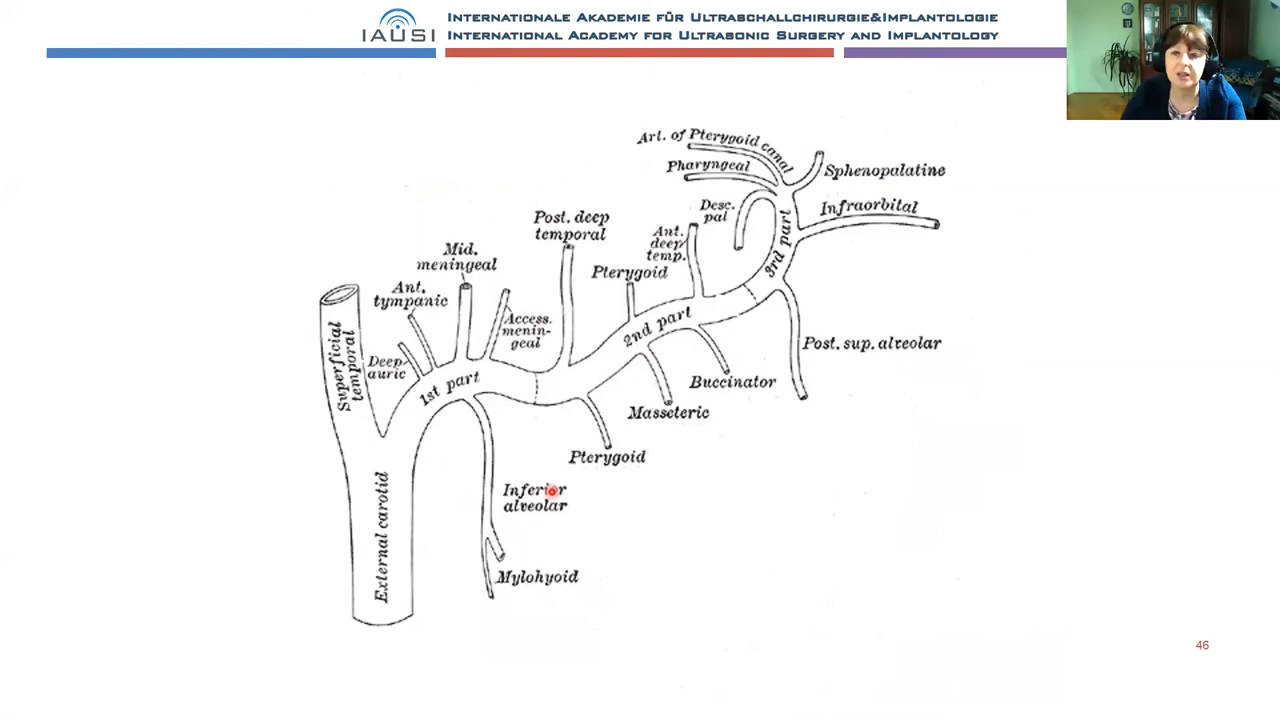 IAUSI
INTERNATIONALE AKADEMIE FÜR ULTRASCHALLCHIRURGIE&IMPLANTOLOGIE
INTERNATIONAL ACADEMY FOR ULTRASONIC SURGERY AND IMPLANTOLOGY
Art. of Pterygoid canal
Pharyngeal
Sphenopalatine
Desc.
pal
Infraorbital
3rd part
Post. deep
temporal
Ant.
deep
temp.
Mid.
meningeal
Pterygoid
Ant.
tympanic
Access.
menin-
geal
2nd part
Post. sup. alveolar
Deep
auric
Superficial
temporal
1st part
Buccinator
Masseteric
Pterygoid
Inferior
alveolar
External carotid
Mylohyoid
46